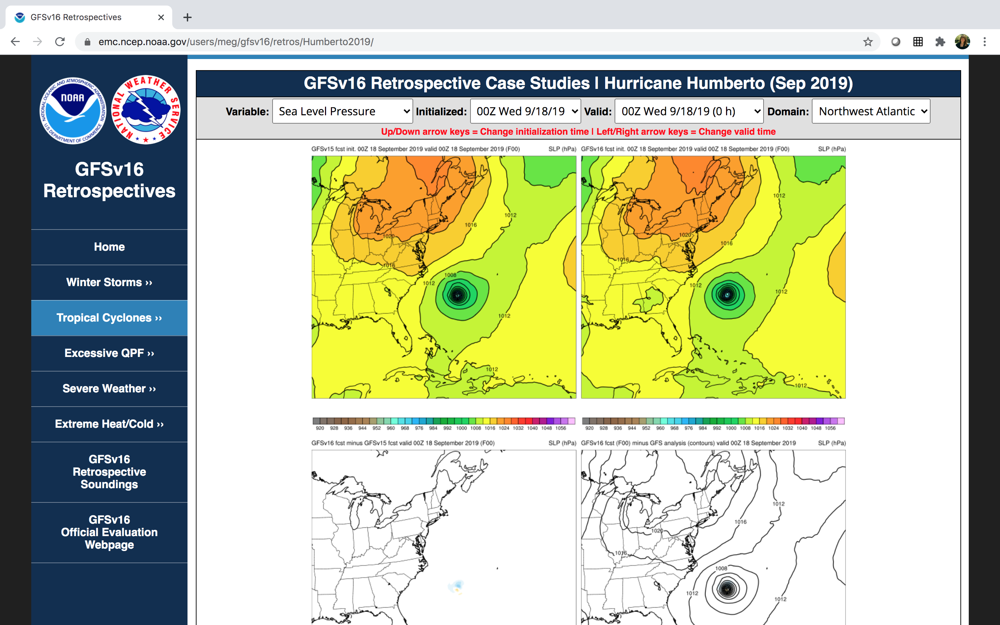 GFSv16 Retrospectives
emc.ncep.noaa.gov/users/meg/gfsv16/retros/Humberto2019/
NATIONAL OCEANIC AND ATMOSPHERIC ADMINISTRATION
NOAA
U.S. DEPARTMENT OF COMMERCE
NATIONAL WEATHER SERVICE
GFSv16
Retrospectives
Home
Winter Storms ››
Tropical Cyclones ››
Excessive QPF ››
Severe Weather ››
Extreme Heat/Cold ››
GFSv16
Retrospective
Soundings
GFSv16
Official Evaluation
Webpage
GFSv16 Retrospective Case Studies | Hurricane Humberto (Sep 2019)
Variable: Sea Level Pressure Initialized: 00Z Wed 9/18/19 Valid: 00Z Wed 9/18/19 (0 h) Domain: Northwest Atlantic
Up/Down arrow keys = Change initialization time | Left/Right arrow keys = Change valid time
GFSv15 fcst init. 00Z 18 September 2019 valid 00Z 18 September 2019 (F00) SLP (hPa)
1012
1016
1020
1016
1008
1012
1012
1012
920 928 936 944 952 960 968 976 984 992 1000 1008 1016 1024 1032 1040 1048 1056
GFSv16 fcst init. 00Z 18 September 2019 valid 00Z 18 September 2019 (F00) SLP (hPa)
1012
1020
1016
1016
1012
1012
1012
920 928 936 944 952 960 968 976 984 992 1000 1008 1016 1024 1032 1040 1048 1056
GFSv16 fcst minus GFSv15 fcst valid 00Z 18 September 2019 (F00) SLP (hPa)
GFSv16 fcst (F00) minus GFS analysis (contours) valid 00Z 18 September 2019 SLP (hPa)
1012
1016
1020
1016
1008
1012
1012